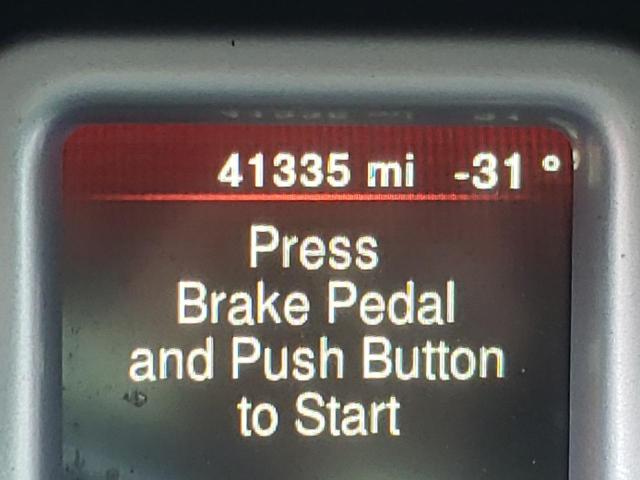 41335 mi -31°
Press
Brake Pedal
and Push Button
to Start